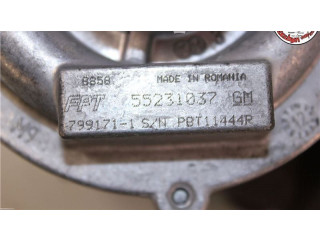 8858 MADE IN ROMANIA
FPT 55231037 GM
799171-1 S/N PBT11444R